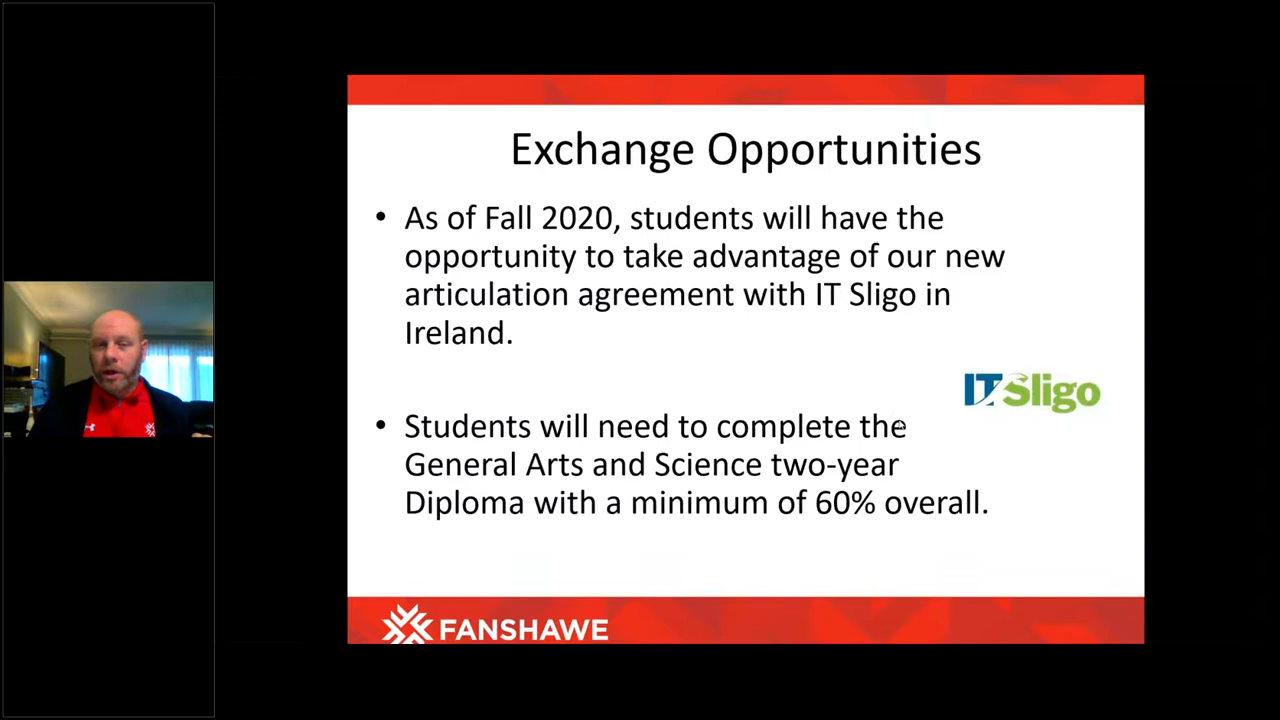 Exchange Opportunities
• As of Fall 2020, students will have the
opportunity to take advantage of our new
articulation agreement with IT Sligo in
Ireland.
IT Sligo
• Students will need to complete the
General Arts and Science two-year
Diploma with a minimum of 60% overall.
FANSHAWE